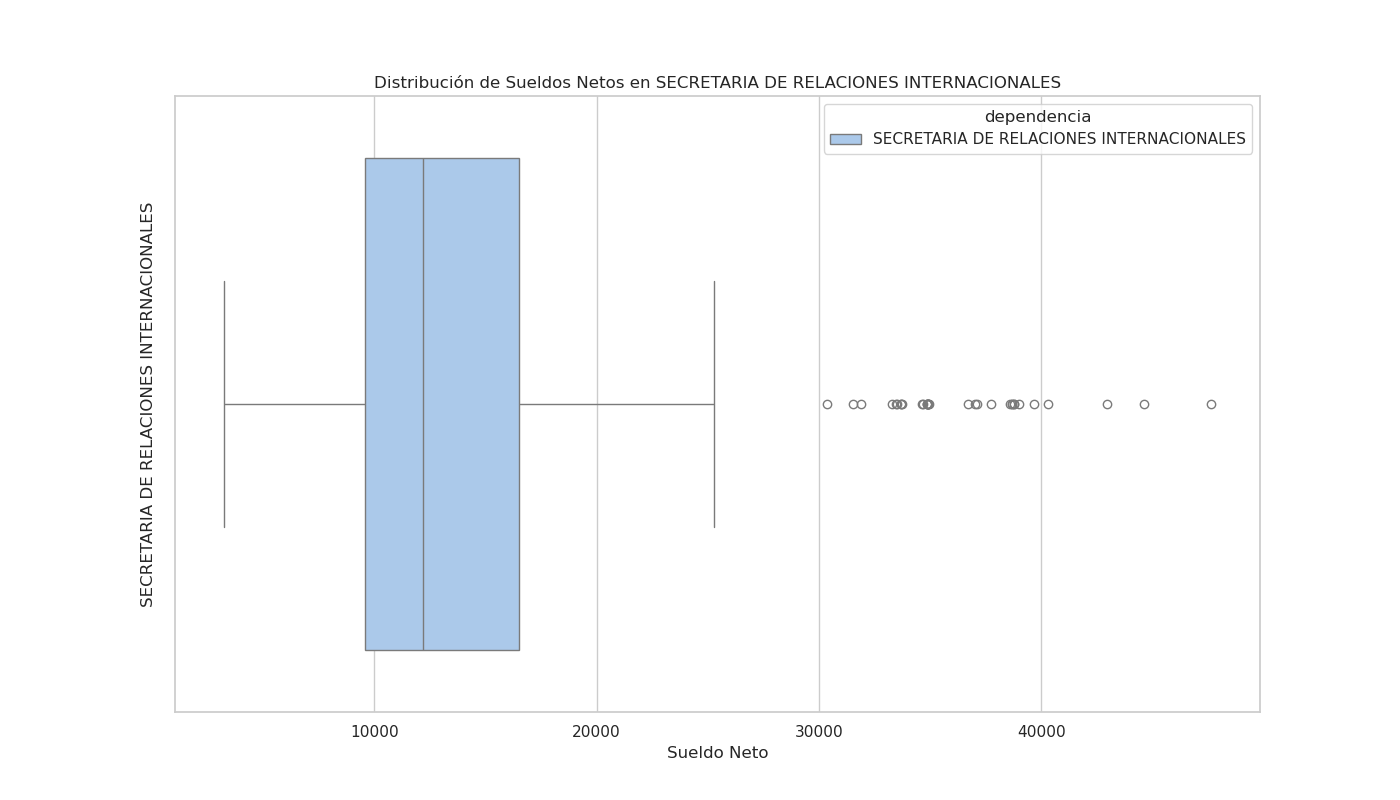 Distribución de Sueldos Netos en SECRETARIA DE RELACIONES INTERNACIONALES
dependencia
SECRETARIA DE RELACIONES INTERNACIONALES
SECRETARIA DE RELACIONES INTERNACIONALES
10000
20000
30000
40000
Sueldo Neto